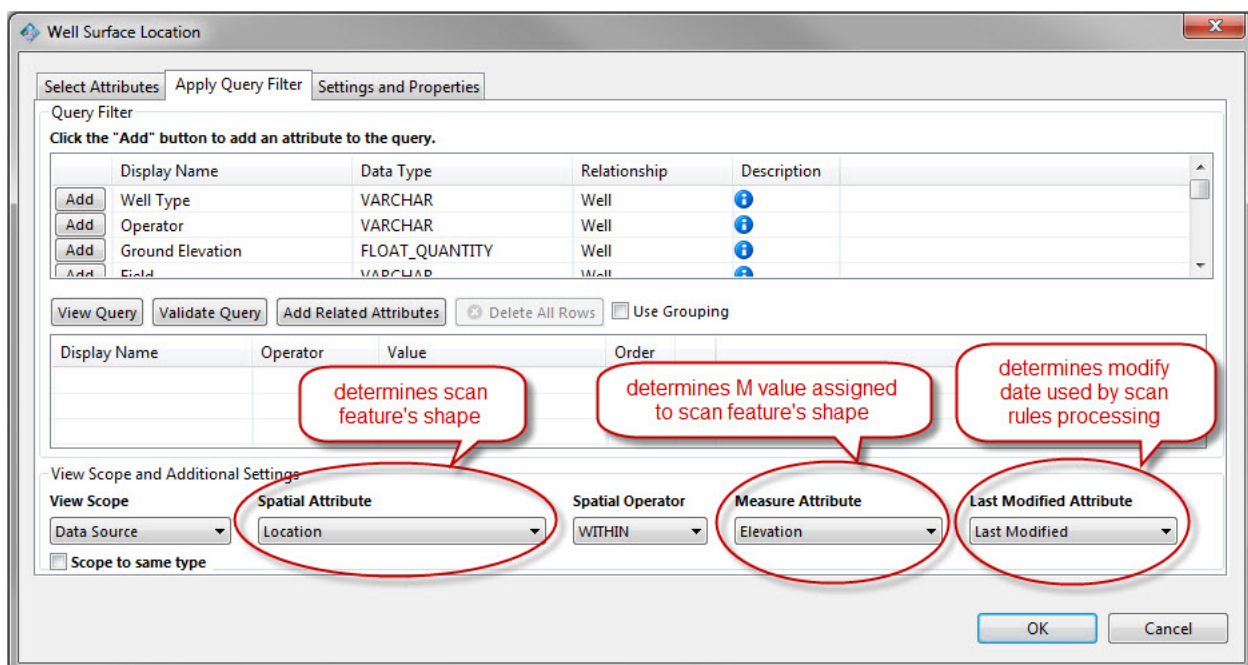 Well Surface Location
Select Attributes Apply Query Filter Settings and Properties
Query Filter
Click the "Add" button to add an attribute to the query.
Display Name Data Type Relationship Description
Add Well Type VARCHAR Well
Add Operator VARCHAR Well
Add Ground Elevation FLOAT_QUANTITY Well
Add Field VARCHAR Well
View Query Validate Query Add Related Attributes Delete All Rows Use Grouping
Display Name Operator Value Order
determines scan
feature's shape
determines M value assigned
to scan feature's shape
determines modify
date used by scan
rules processing
View Scope and Additional Settings
View Scope Spatial Attribute Spatial Operator Measure Attribute Last Modified Attribute
Data Source Location WITHIN Elevation Last Modified
Scope to same type
OK Cancel